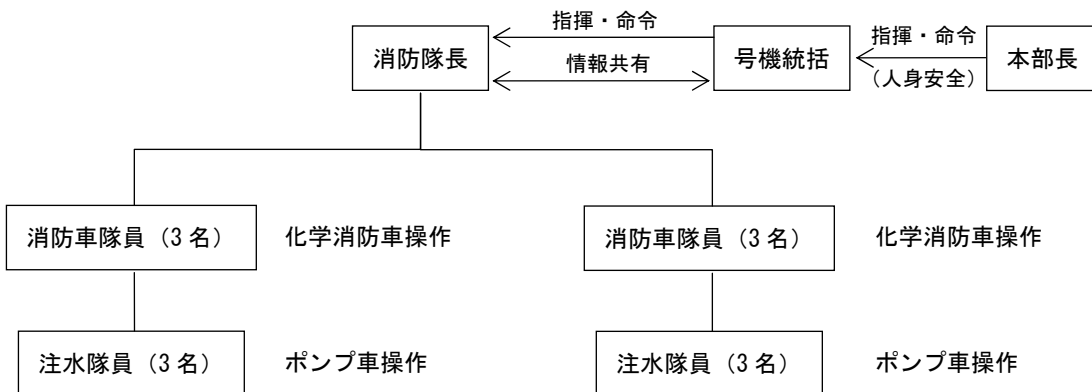 指揮・命令
消防隊長
情報共有
号機統括
指揮・命令
(人身安全)
本部長
消防車隊員（3名）
化学消防車操作
消防車隊員（3名）
化学消防車操作
注水隊員（3名）
ポンプ車操作
注水隊員（3名）
ポンプ車操作